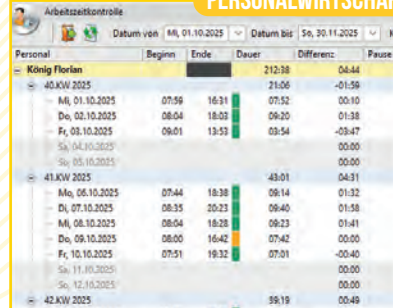 PERSONALWIRTSCHA
Arbeitszeitkontrolle
Datum von Mi, 01.10.2025 Datum bis So, 30.11.2025 K
Personal Beginn Ende Dauer Differenz Pause
König Florian 212:38 04:44
40.KW 2025 21:06 -01:59
Mi, 01.10.2025 07:59 16:31 07:52 00:10
Do, 02.10.2025 08:04 18:03 09:20 01:38
Fr, 03.10.2025 09:01 13:53 03:54 -03:47
Sa, 04.10.2025 00:00
So, 05.10.2025 00:00
41.KW 2025 43:01 04:31
Mo, 06.10.2025 07:44 18:38 09:14 01:32
Di, 07.10.2025 08:35 20:23 09:40 01:58
Mi, 08.10.2025 08:04 18:28 09:23 01:41
Do, 09.10.2025 08:00 16:42 07:42 00:00
Fr, 10.10.2025 07:51 19:32 07:01 -00:40
Sa, 11.10.2025 00:00
So, 12.10.2025 00:00
42.KW 2025 39:19 00:49